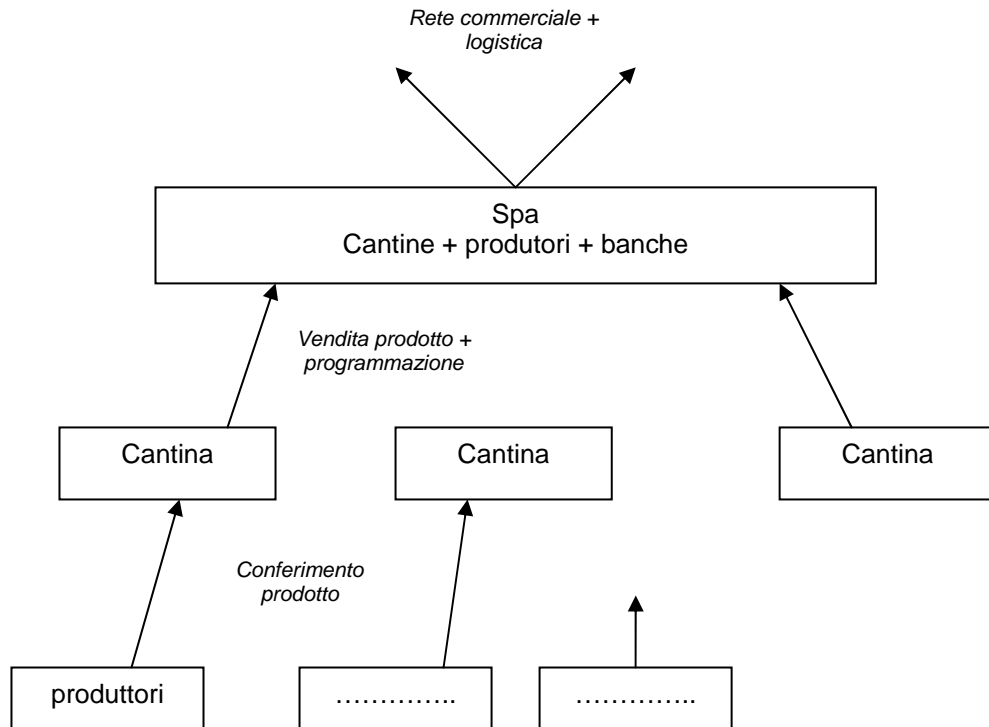 Rete commerciale +
logistica
Spa
Cantine + produtori + banche
Vendita prodotto +
programmazione
Cantina
Cantina
Cantina
Conferimento
prodotto
produttori
…………..
…………..